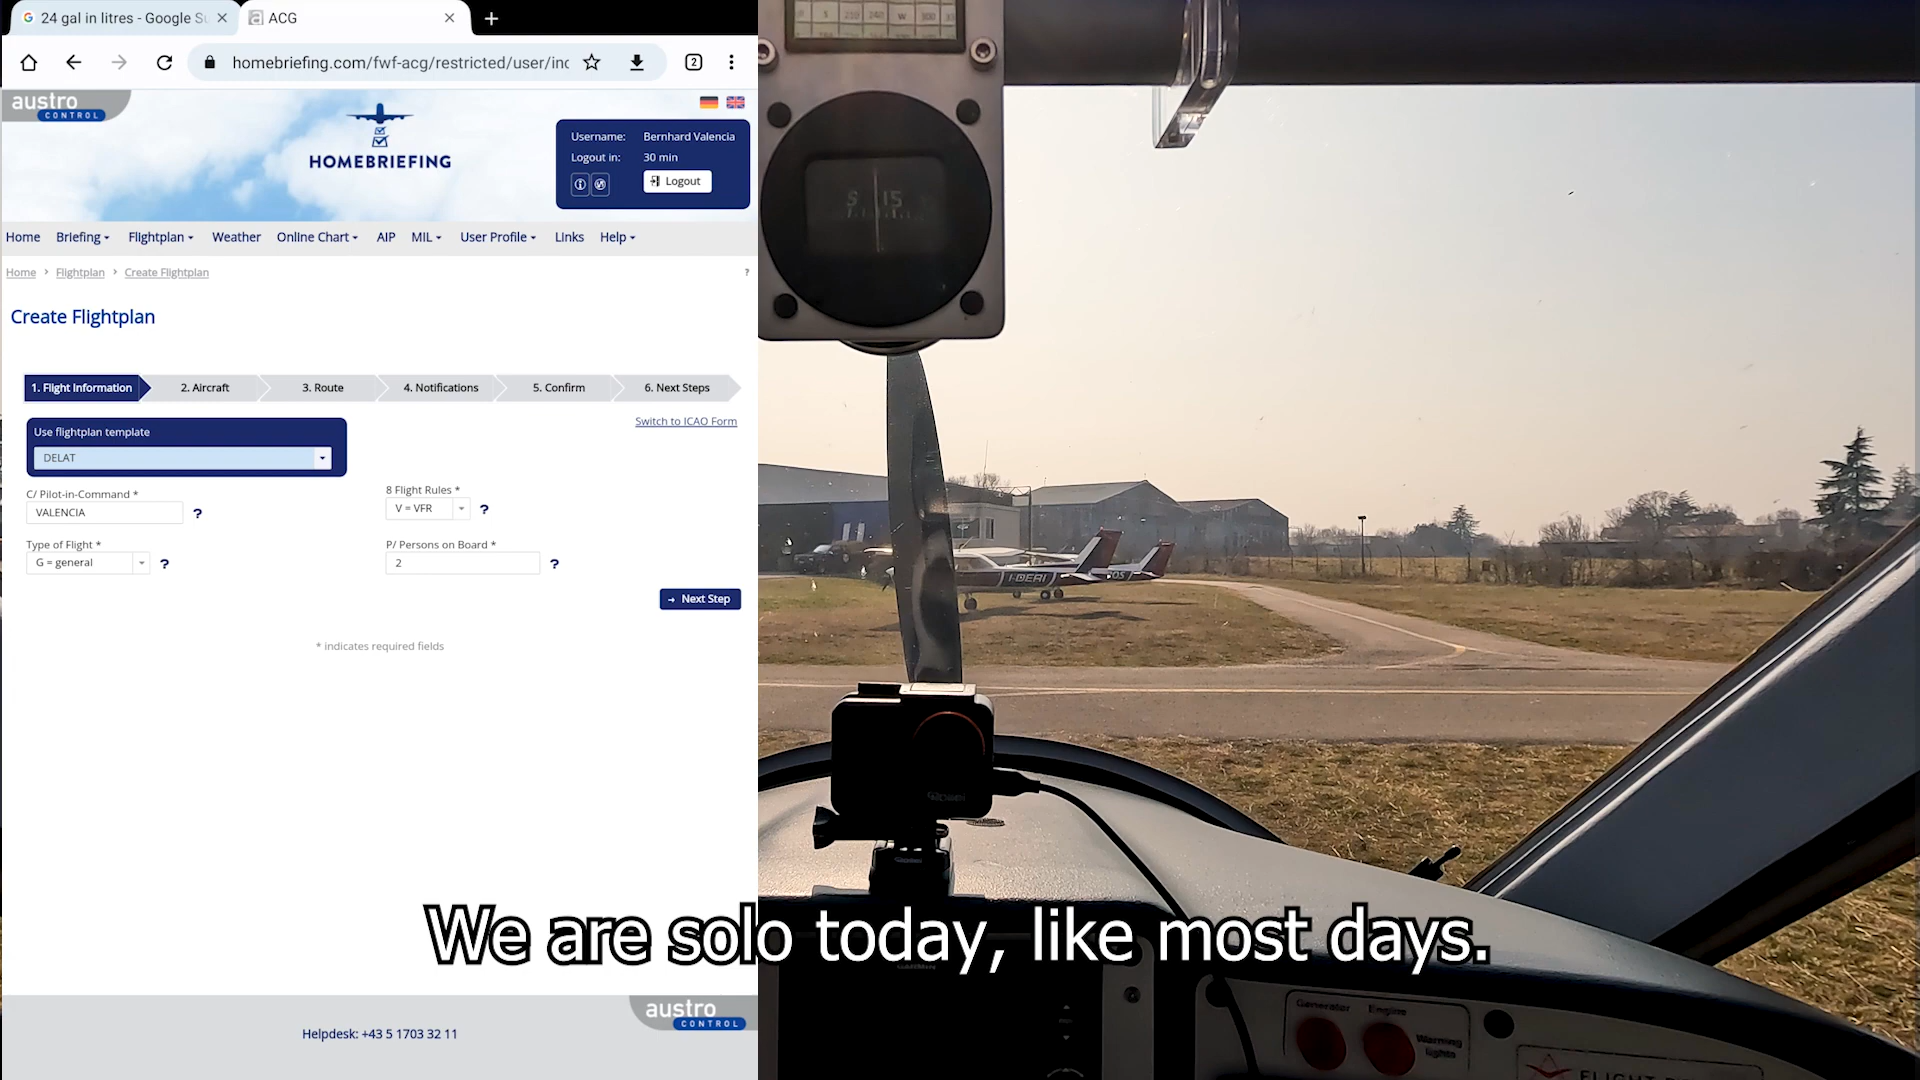 24 gal in litres - Google S
ACG
homebriefing.com/fwf-acg/restricted/user/inc
2
austro
CONTROL
HOMEBRIEFING
Username: Bernhard Valencia
Logout in: 30 min
Logout
Home Briefing Flightplan Weather Online Chart AIP MIL User Profile Links Help
Home > Flightplan > Create Flightplan
?
Create Flightplan
1. Flight Information 2. Aircraft 3. Route 4. Notifications 5. Confirm 6. Next Steps
Switch to ICAO Form
Use flightplan template
DELAT
C/ Pilot-in-Command *
VALENCIA ?
8 Flight Rules *
V = VFR ?
Type of Flight *
G = general ?
P/ Persons on Board *
2 ?
→ Next Step
* indicates required fields
We are solo today, like most days.
austro
CONTROL
Helpdesk: +43 5 1703 32 11
S 15
W 300
Generator Engine
Warning
lights
FLIGHT